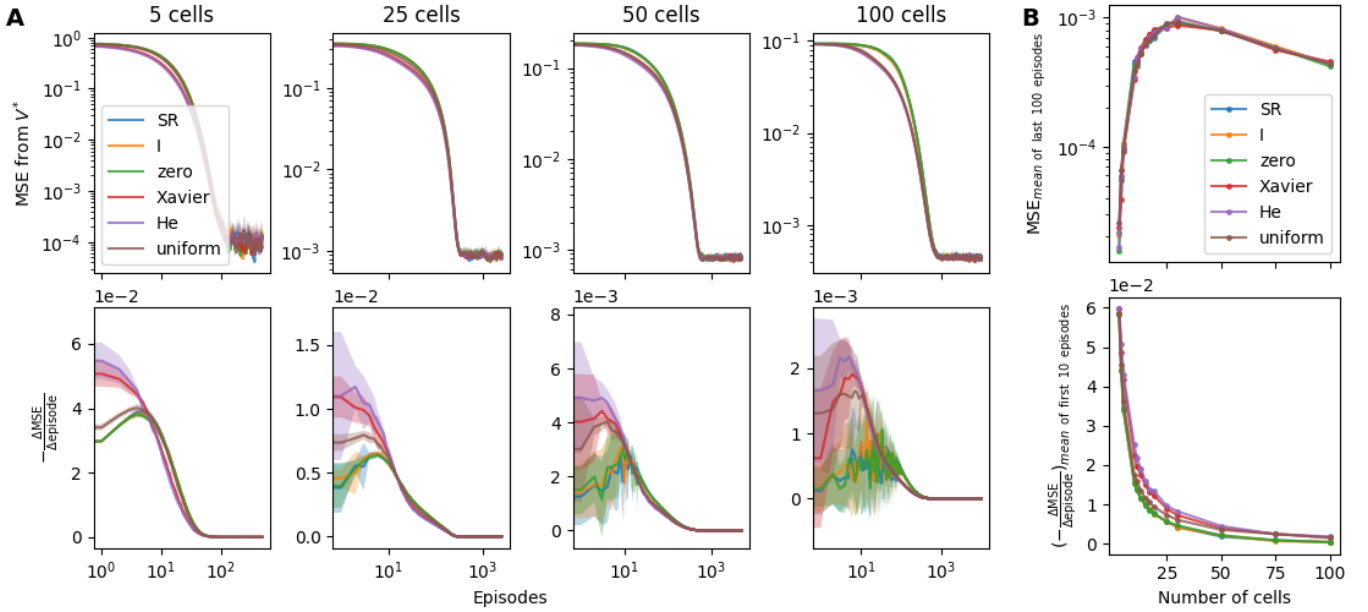 A
5 cells
25 cells
50 cells
100 cells
B
MSE from V*
10^0
10^-1
10^-2
10^-3
10^-4
SR
I
zero
Xavier
He
uniform
10^-1
10^-2
10^-3
10^-1
10^-2
10^-3
10^-1
10^-2
10^-3
MSE_mean of last 100 episodes
10^-3
10^-4
SR
I
zero
Xavier
He
uniform
−ΔMSE/Δepisode
1e−2
6
4
2
0
10^0
10^1
10^2
1e−2
1.5
1.0
0.5
0.0
10^1
10^3
1e−3
8
6
4
2
0
10^1
10^3
1e−3
2
1
0
10^1
10^3
Episodes
(−ΔMSE/Δepisode)_mean of first 10 episodes
1e−2
6
5
4
3
2
1
0
25
50
75
100
Number of cells